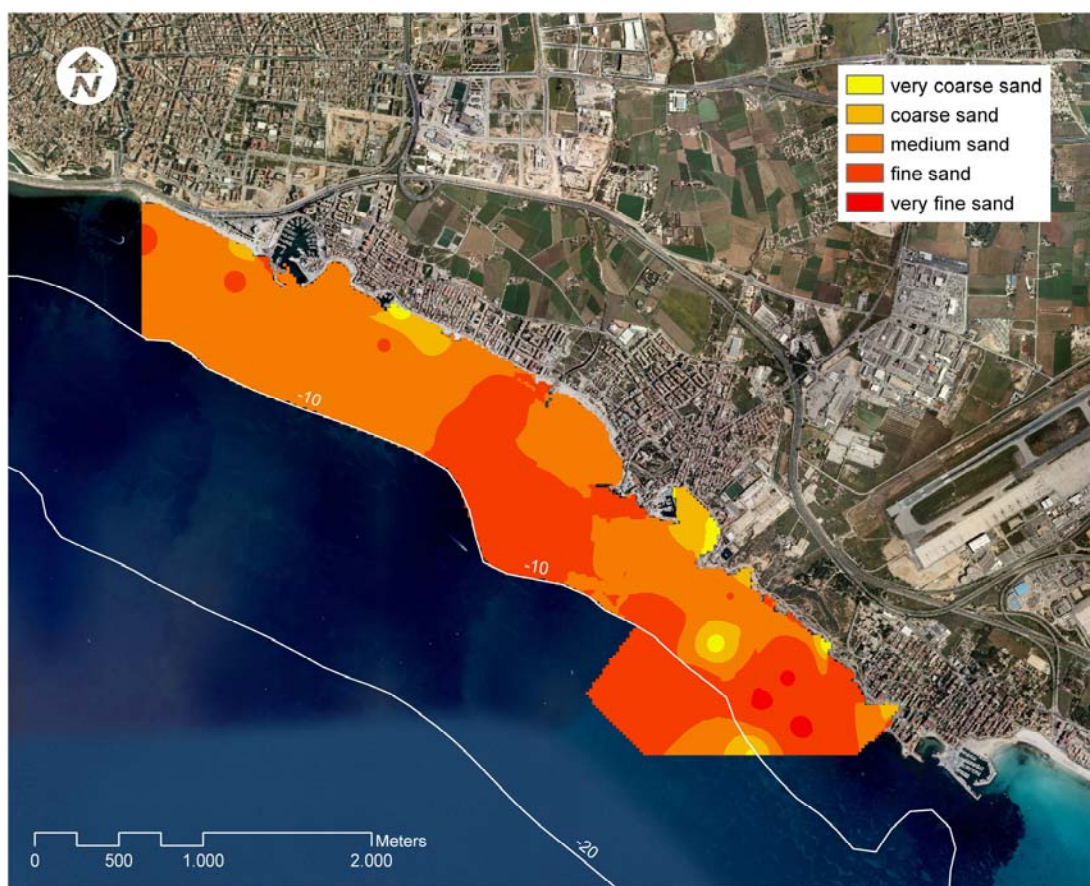 N
very coarse sand
coarse sand
medium sand
fine sand
very fine sand
-10
-10
-20
Meters
0 500 1.000 2.000